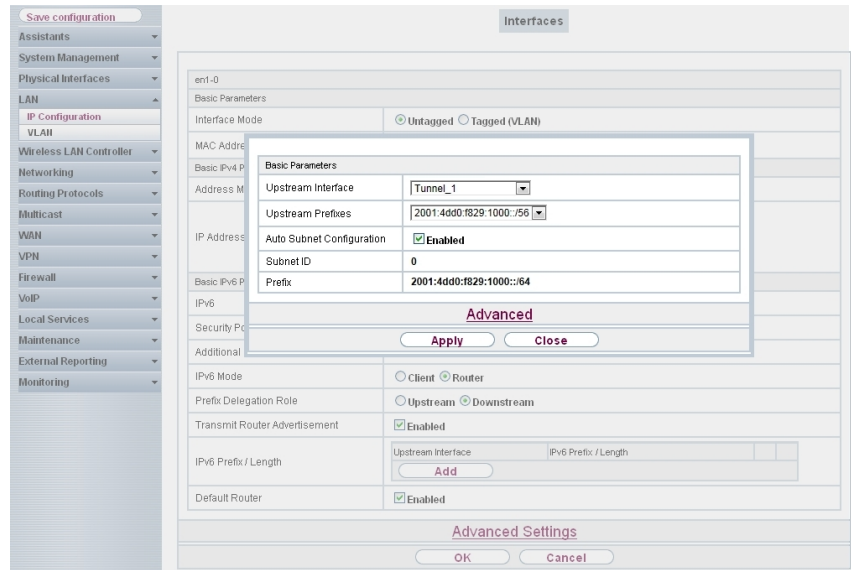 Save configuration
Assistants
System Management
Physical Interfaces
LAN
IP Configuration
VLAN
Wireless LAN Controller
Networking
Routing Protocols
Multicast
WAN
VPN
Firewall
VoIP
Local Services
Maintenance
External Reporting
Monitoring
Interfaces
en1-0
Basic Parameters
Interface Mode Untagged Tagged (VLAN)
MAC Addre
Basic IPv4 P
Address M
IP Address
Basic IPv6 P
IPv6
Security Po
Additional
Basic Parameters
Upstream Interface Tunnel_1
Upstream Prefixes 2001:4dd0:f829:1000::/56
Auto Subnet Configuration Enabled
Subnet ID 0
Prefix 2001:4dd0:f829:1000::/64
Advanced
Apply Close
IPv6 Mode Client Router
Prefix Delegation Role Upstream Downstream
Transmit Router Advertisement Enabled
IPv6 Prefix / Length
Upstream Interface IPv6 Prefix / Length
Add
Default Router Enabled
Advanced Settings
OK Cancel